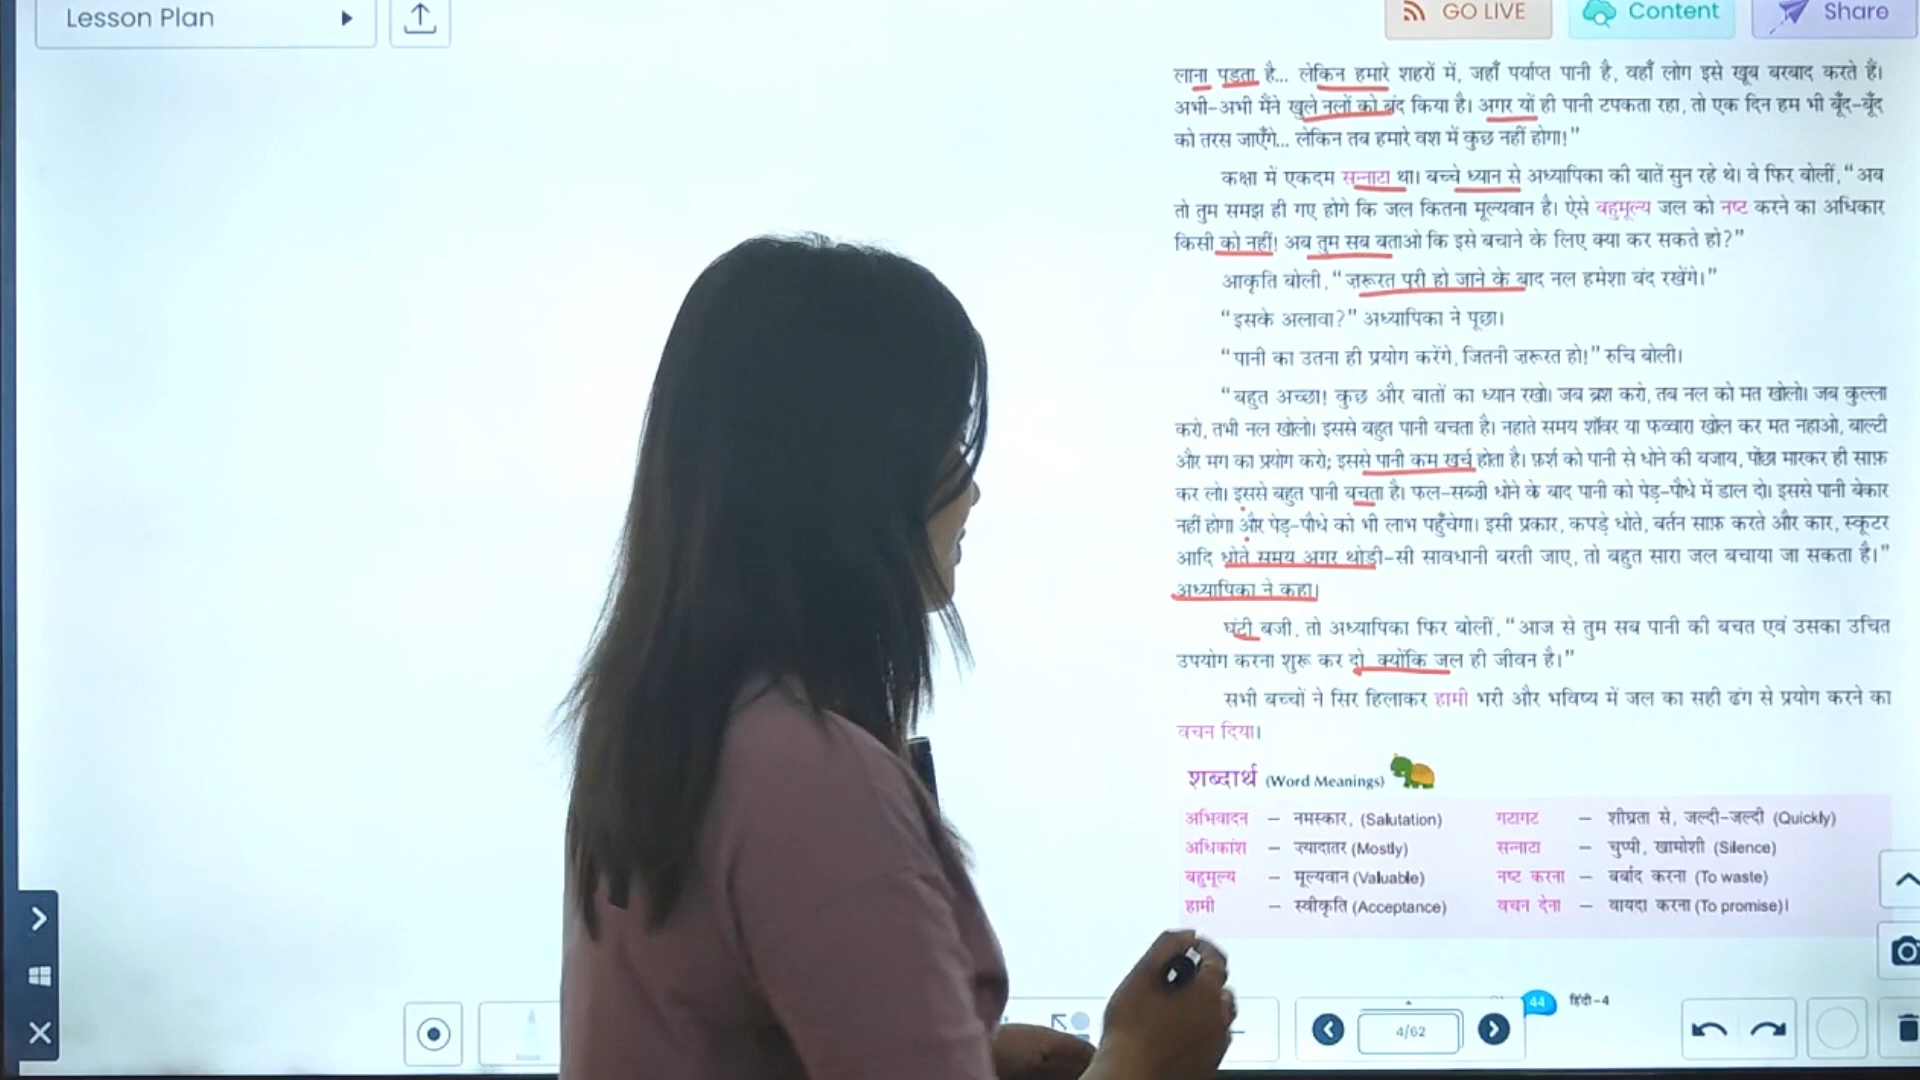 Lesson Plan
GO LIVE
Content
Share
लाना पड़ता है... लेकिन हमारे शहरों में, जहाँ पर्याप्त पानी है, वहाँ लोग इसे खूब बरबाद करते हैं।
अभी-अभी मैंने खुले नलों को बंद किया है। अगर यों ही पानी टपकता रहा, तो एक दिन हम भी बूँद-बूँद
को तरस जाएँगे... लेकिन तब हमारे वश में कुछ नहीं होगा!”
कक्षा में एकदम सन्नाटा था। बच्चे ध्यान से अध्यापिका की बातें सुन रहे थे। वे फिर बोलीं, “अब
तो तुम समझ ही गए होगे कि जल कितना मूल्यवान है। ऐसे बहुमूल्य जल को नष्ट करने का अधिकार
किसी को नहीं! अब तुम सब बताओ कि इसे बचाने के लिए क्या कर सकते हो?”
आकृति बोली, “ज़रूरत पूरी हो जाने के बाद नल हमेशा बंद रखेंगे।”
“इसके अलावा?” अध्यापिका ने पूछा।
“पानी का उतना ही प्रयोग करेंगे, जितनी ज़रूरत हो!” रुचि बोली।
“बहुत अच्छा! कुछ और बातों का ध्यान रखो। जब ब्रश करो, तब नल को मत खोलो। जब कुल्ला
करो, तभी नल खोलो। इससे बहुत पानी बचता है। नहाते समय शॉवर या फव्वारा खोल कर मत नहाओ, बाल्टी
और मग का प्रयोग करो; इससे पानी कम खर्च होता है। फ़र्श को पानी से धोने की बजाय, पोंछा मारकर ही साफ़
कर लो। इससे बहुत पानी बचता है। फल-सब्ज़ी धोने के बाद पानी को पेड़-पौधे में डाल दो। इससे पानी बेकार
नहीं होगा और पेड़-पौधे को भी लाभ पहुँचेगा। इसी प्रकार, कपड़े धोते, बर्तन साफ़ करते और कार, स्कूटर
आदि धोते समय अगर थोड़ी-सी सावधानी बरती जाए, तो बहुत सारा जल बचाया जा सकता है।”
अध्यापिका ने कहा।
घंटी बजी, तो अध्यापिका फिर बोलीं, “आज से तुम सब पानी की बचत एवं उसका उचित
उपयोग करना शुरू कर दो, क्योंकि जल ही जीवन है।”
सभी बच्चों ने सिर हिलाकर हामी भरी और भविष्य में जल का सही ढंग से प्रयोग करने का
वचन दिया।
शब्दार्थ (Word Meanings)
अभिवादन – नमस्कार, (Salutation) गटागट – शीघ्रता से, जल्दी-जल्दी (Quickly)
अधिकांश – ज़्यादातर (Mostly) सन्नाटा – चुप्पी, खामोशी (Silence)
बहुमूल्य – मूल्यवान (Valuable) नष्ट करना – बर्बाद करना (To waste)
हामी – स्वीकृति (Acceptance) वचन देना – वायदा करना (To promise)।
44 हिंदी-4
4/62